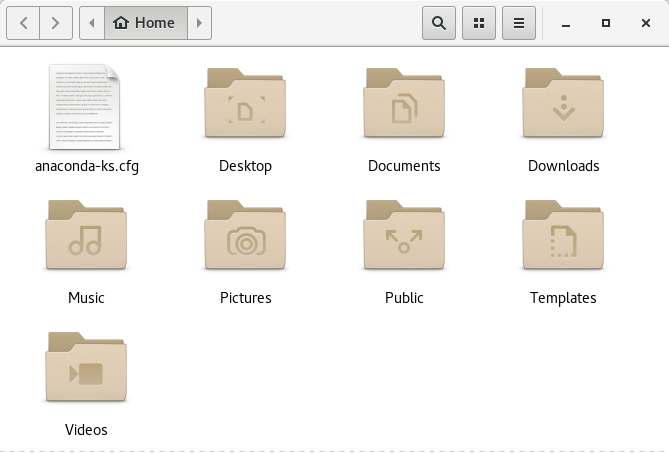 Home
anaconda-ks.cfg
Desktop
Documents
Downloads
Music
Pictures
Public
Templates
Videos